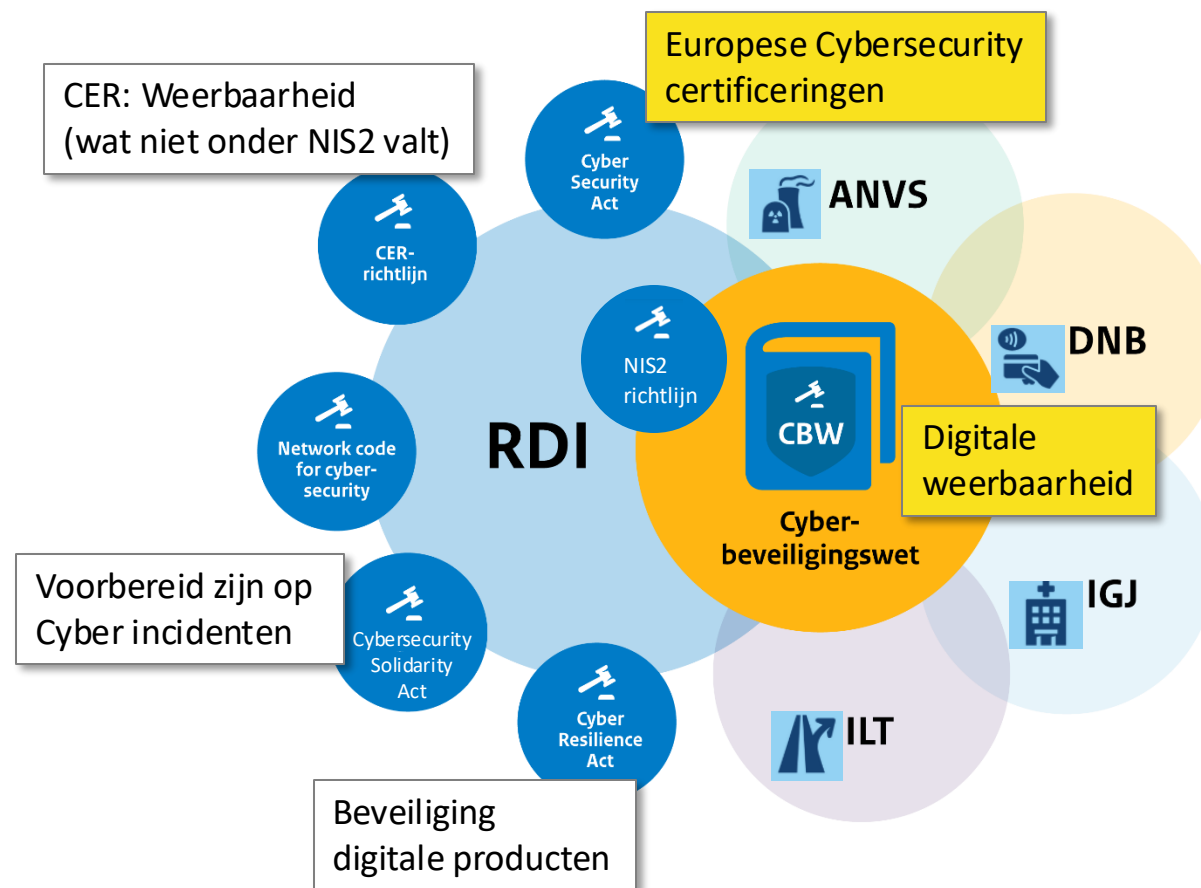 Europese Cybersecurity
certificeringen
CER: Weerbaarheid
(wat niet onder NIS2 valt)
Cyber
Security
Act
ANVS
CER-
richtlijn
DNB
NIS2
richtlijn
CBW
RDI
Network code
for cyber-
security
Digitale
weerbaarheid
Cyber-
beveiligingswet
Voorbereid zijn op
Cyber incidenten
IGJ
Cybersecurity
Solidarity
Act
Cyber
Resilience
Act
ILT
Beveiliging
digitale producten